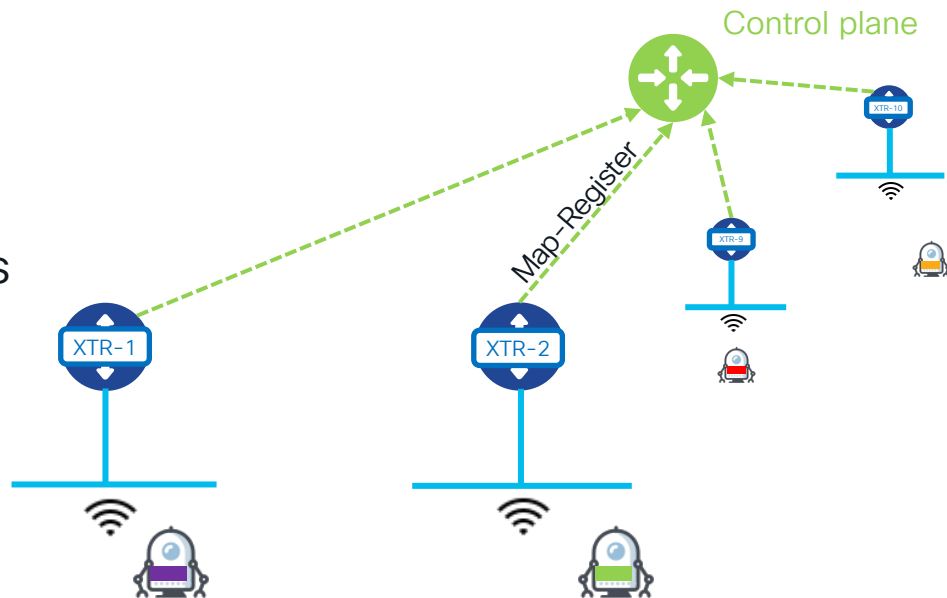 Control plane
XTR-10
Map-Register
XTR-9
s
XTR-1
XTR-2